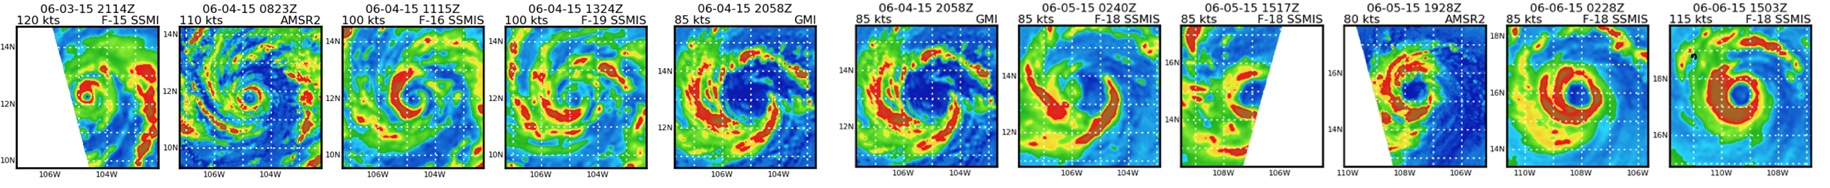 06-03-15 2114Z
120 kts F-15 SSMIS
14N
12N
10N
106W 104W
06-04-15 0823Z
110 kts AMSR2
14N
12N
10N
106W 104W
06-04-15 1115Z
100 kts F-16 SSMIS
14N
12N
10N
106W 104W
06-04-15 1324Z
100 kts F-19 SSMIS
14N
12N
10N
106W 104W
06-04-15 2058Z
85 kts GMI
14N
12N
106W 104W
06-04-15 2058Z
85 kts GMI
14N
12N
106W 104W
06-05-15 0240Z
85 kts F-18 SSMIS
16N
14N
12N
106W 104W
06-05-15 1517Z
85 kts F-18 SSMIS
16N
14N
108W 106W
06-05-15 1928Z
80 kts AMSR2
16N
14N
110W 108W 106W
06-06-15 0228Z
85 kts F-18 SSMIS
18N
16N
14N
110W 108W 106W
06-06-15 1503Z
115 kts F-18 SSMIS
18N
16N
110W 108W